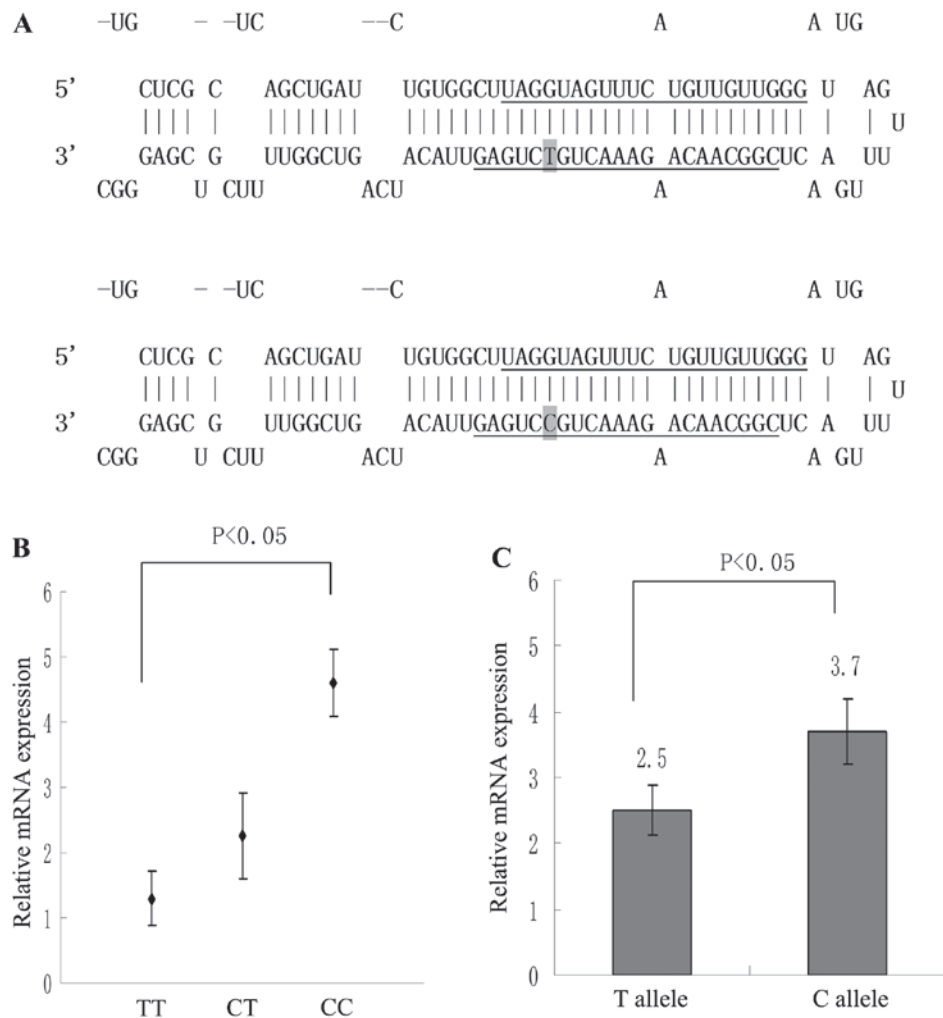 A
-UG - -UC --C A A UG
5' CUCG C AGCUGAU UGUGGCUUAGGUAGUUUC UGUUGUUGGG U AG
|||| | ||||||| |||||||||||||||||| |||||||||| | | U
3' GAGC G UUGGCUG ACAUUGAGUCTGUCAAAG ACAACGGCUC A UU
CGG U CUU ACU A A GU
-UG - -UC --C A A UG
5' CUCG C AGCUGAU UGUGGCUUAGGUAGUUUC UGUUGUUGGG U AG
|||| | ||||||| |||||||||||||||||| |||||||||| | | U
3' GAGC G UUGGCUG ACAUUGAGUCCGUCAAAG ACAACGGCUC A UU
CGG U CUU ACU A A GU
B
P<0.05
Relative mRNA expression
6
5
4
3
2
1
0
TT CT CC
C
P<0.05
Relative mRNA expression
6
5
4
3
2
1
0
2.5
3.7
T allele C allele